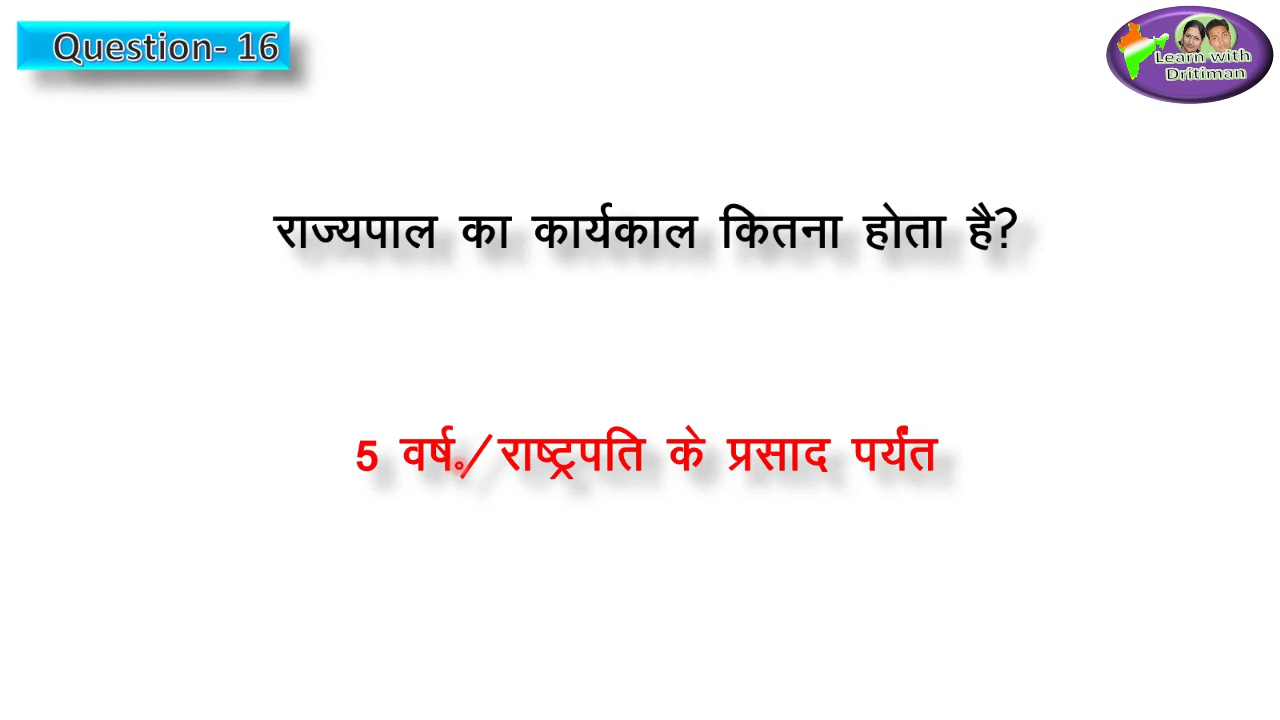 Question- 16
Learn with
Dritiman
राज्यपाल का कार्यकाल कितना होता है?
5 वर्ष./राष्ट्रपति के प्रसाद पर्यंत